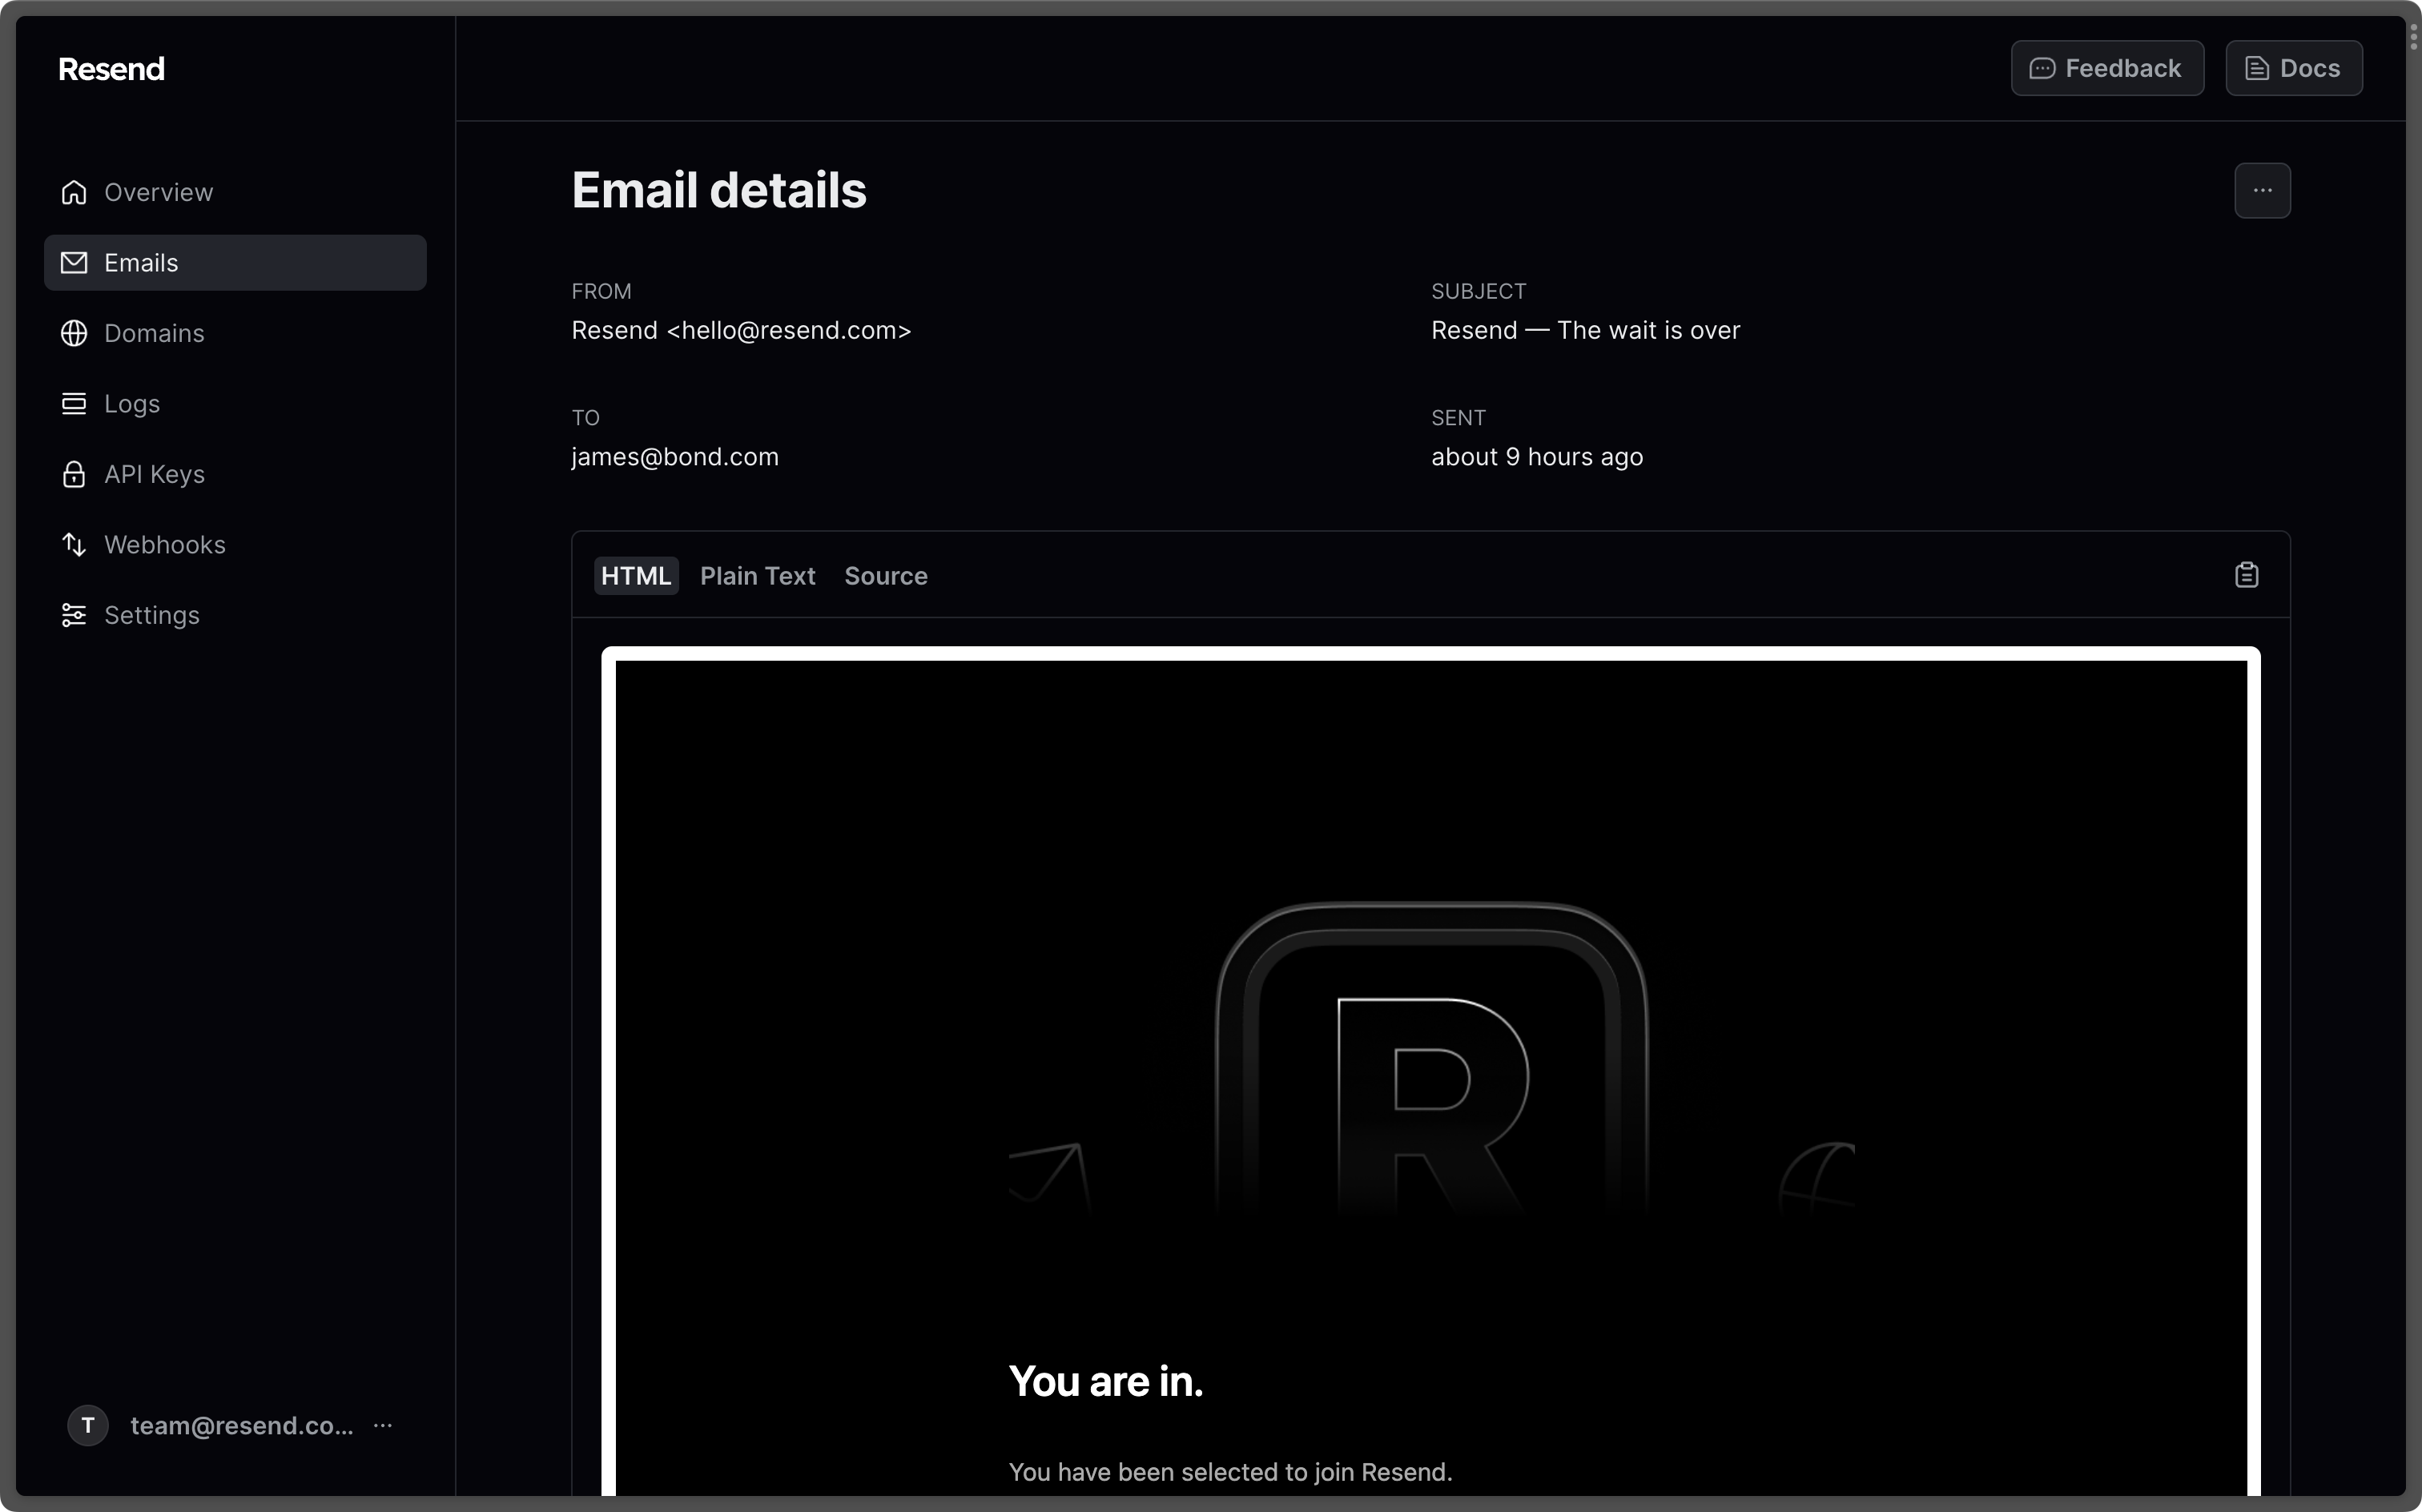 Resend
Feedback
Docs
Overview
Emails
Domains
Logs
API Keys
Webhooks
Settings
Email details
FROM
Resend <hello@resend.com>
SUBJECT
Resend — The wait is over
TO
james@bond.com
SENT
about 9 hours ago
HTML Plain Text Source
R
You are in.
You have been selected to join Resend.
T team@resend.co...